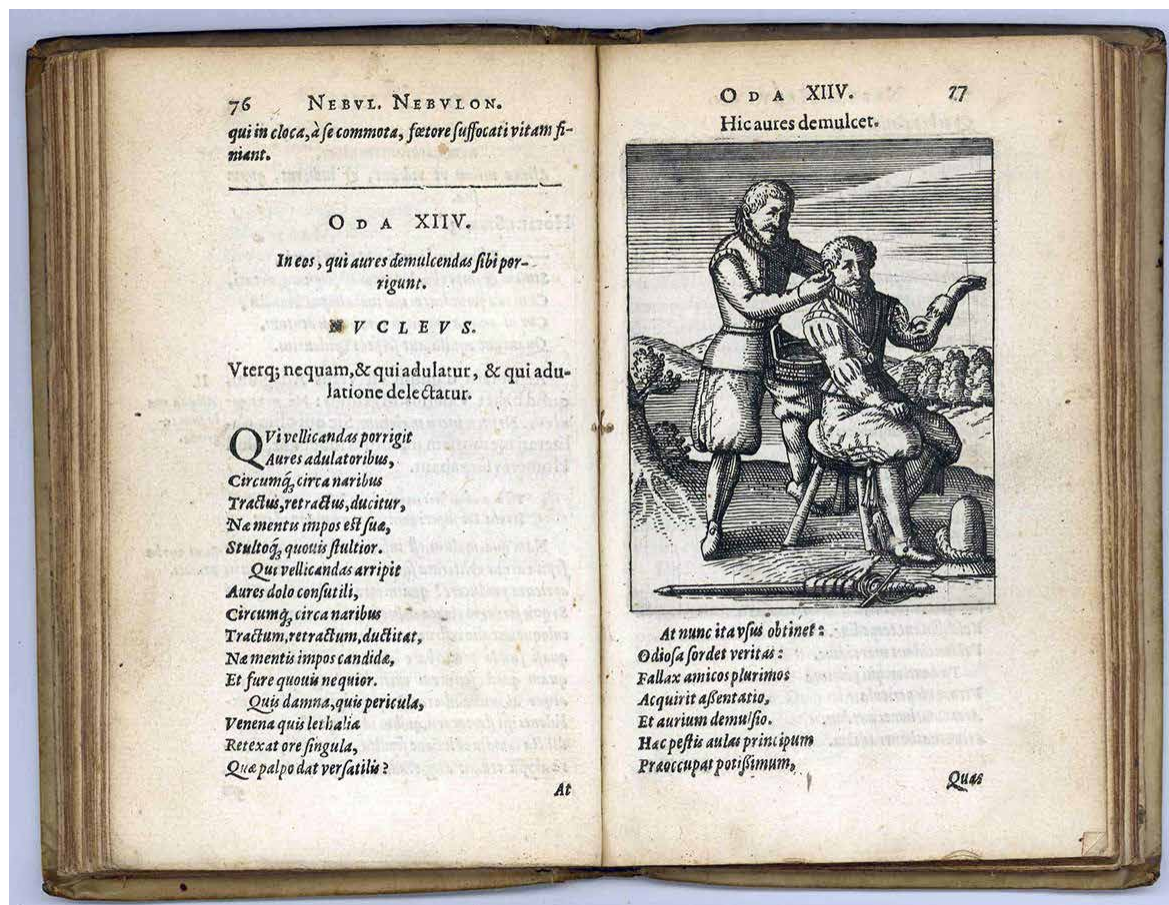 76 NEBVL. NEBVLON.
qui in cloca, à se commota, fœtore suffocati vitam fi-
niant.
ODA XIIV.
In eos, qui aures demulcendas sibi por-
rigunt.
NVCLEVS.
Vterq; nequam, & qui adulatur, & qui adu-
latione delectatur.
QVi vellicandas porrigit
Aures adulatoribus,
Circumq; circa naribus
Tractus, retractus, ducitur,
Næ mentis impos est suæ,
Stultoq; quouis stultior.
Qui vellicandas arripit
Aures dolo consutili,
Circumq; circa naribus
Tractum, retractum, ductitat,
Næ mentis impos candidæ,
Et fure quouis nequior.
Quis damna, quis pericula,
Venena quis lethalia
Retexat ore singula,
Quæ palpo dat versatilis?
At
ODA XIIV. 77
Hic aures demulcet.
At nunc ita vsus obtinet:
Odiosa sordet veritas:
Fallax amicos plurimos
Acquirit assentatio,
Et aurium demulsio.
Hac pestis aulas principum
Præoccupat potissimum,
Quas